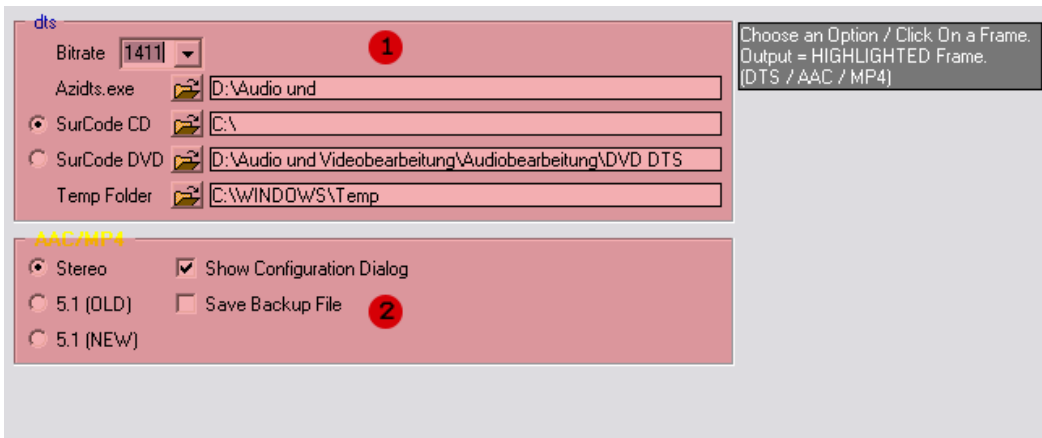 dts
Bitrate 1411
1
Azidts.exe D:\Audio und
SurCode CD C:\
SurCode DVD D:\Audio und Videobearbeitung\Audiobearbeitung\DVD DTS
Temp Folder C:\WINDOWS\Temp
Choose an Option / Click On a Frame.
Output = HIGHLIGHTED Frame.
(DTS / AAC / MP4)
AAC/MP4
Stereo Show Configuration Dialog
5.1 (OLD) Save Backup File
2
5.1 (NEW)